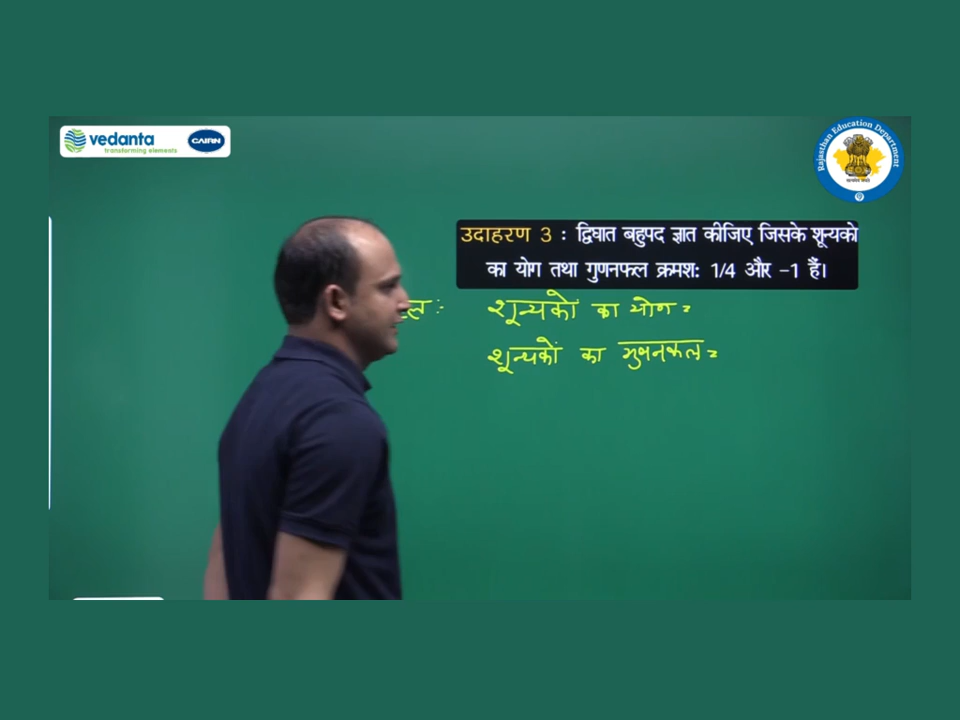 vedanta
transforming elements
CAIRN
Rajasthan Education Department
उदाहरण 3 : द्विघात बहुपद ज्ञात कीजिए जिसके शून्यको
का योग तथा गुणनफल क्रमश: 1/4 और -1 हैं।
शून्यको का योग =
शून्यकों का गुणनफल =